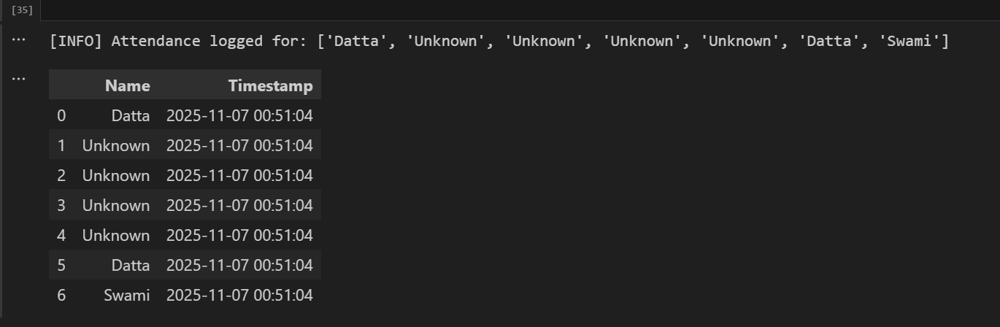 [35]
[INFO] Attendance logged for: ['Datta', 'Unknown', 'Unknown', 'Unknown', 'Unknown', 'Datta', 'Swami']
Name Timestamp
0 Datta 2025-11-07 00:51:04
1 Unknown 2025-11-07 00:51:04
2 Unknown 2025-11-07 00:51:04
3 Unknown 2025-11-07 00:51:04
4 Unknown 2025-11-07 00:51:04
5 Datta 2025-11-07 00:51:04
6 Swami 2025-11-07 00:51:04